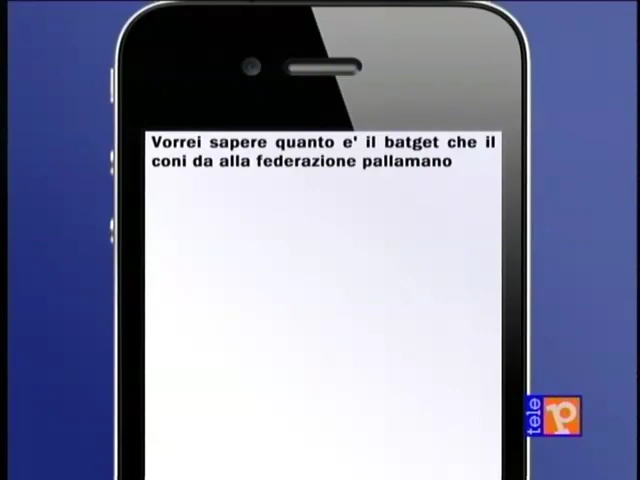 Vorrei sapere quanto e' il batget che il
coni da alla federazione pallamano
tele
p